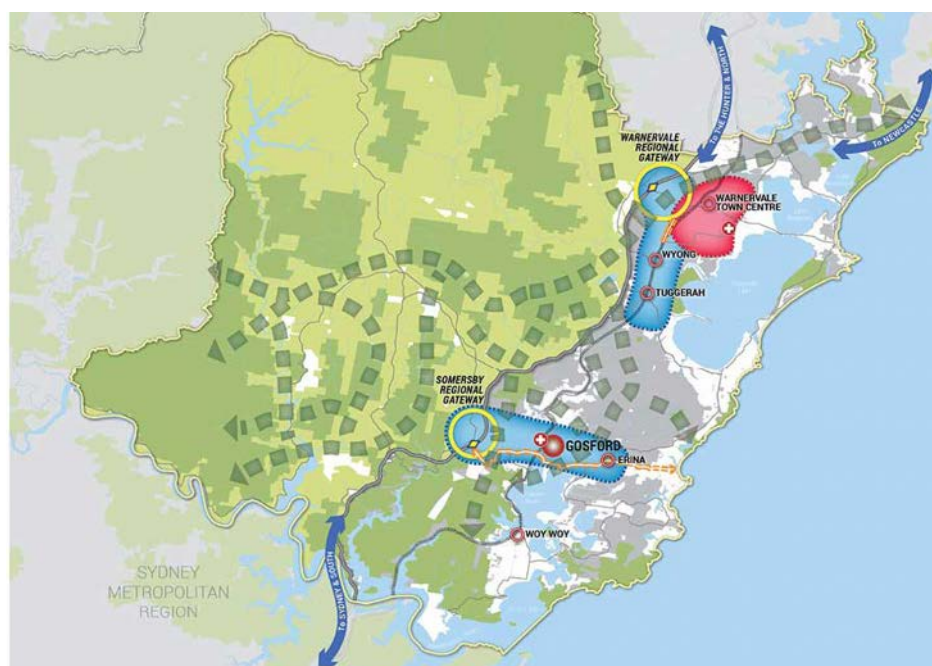 To THE HUNTER & NORTH
To NEWCASTLE
WARNERVALE
REGIONAL
GATEWAY
WARNERVALE
TOWN CENTRE
WYONG
TUGGERAH
SOMERSBY
REGIONAL
GATEWAY
GOSFORD
ERINA
WOY WOY
SYDNEY
METROPOLITAN
REGION
To SYDNEY & SOUTH